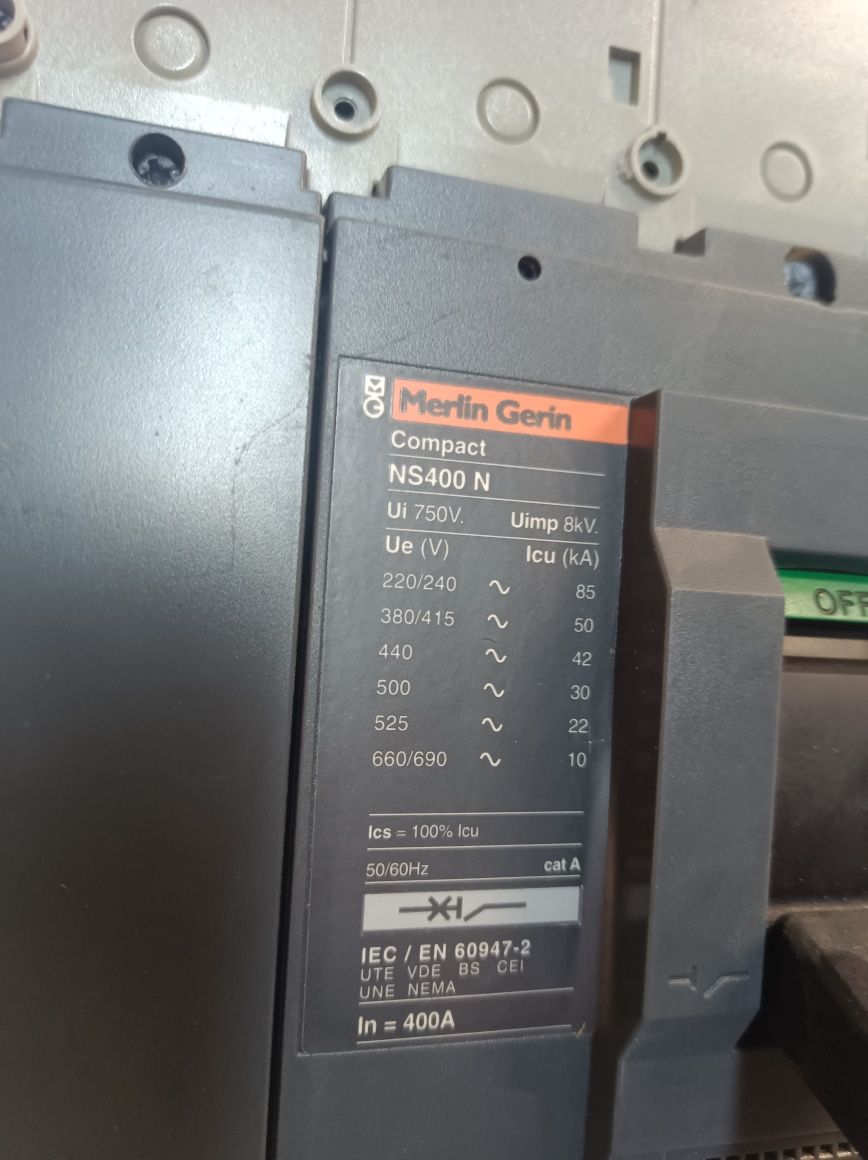 Merlin Gerin
Compact
NS400 N
Ui 750V. Uimp 8kV.
Ue (V) Icu (kA)
220/240 ~ 85
380/415 ~ 50
440 ~ 42
500 ~ 30
525 ~ 22
660/690 ~ 10
Ics = 100% Icu
50/60Hz cat A
IEC / EN 60947-2
UTE VDE BS CEI
UNE NEMA
In = 400A
OFF